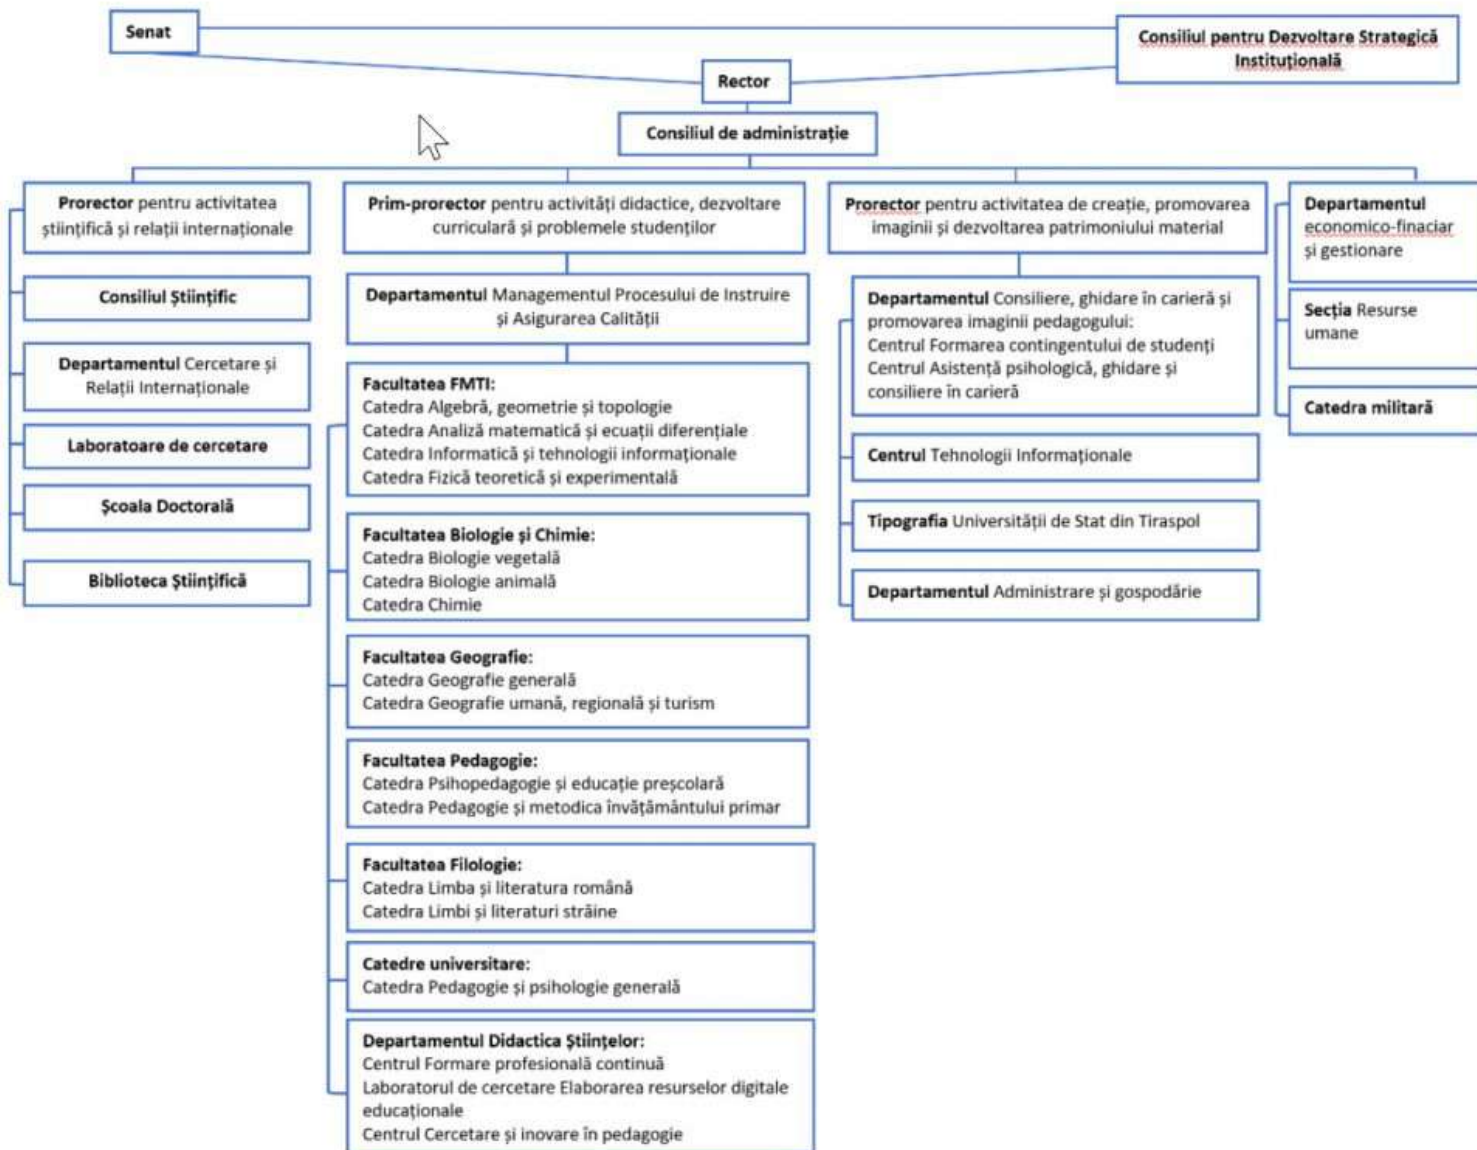 Senat
Consiliul pentru Dezvoltare Strategică
Instituțională
Rector
Consiliul de administrație
Prorector pentru activitatea
științifică și relații internaționale
Consiliul Științific
Departamentul Cercetare și
Relații Internaționale
Laboratoare de cercetare
Școala Doctorală
Biblioteca Științifică
Prim-prorector pentru activități didactice, dezvoltare
curriculară și problemele studenților
Departamentul Managementul Procesului de Instruire
și Asigurarea Calității
Facultatea FMTI:
Catedra Algebră, geometrie și topologie
Catedra Analiză matematică și ecuații diferențiale
Catedra Informatică și tehnologii informaționale
Catedra Fizică teoretică și experimentală
Facultatea Biologie și Chimie:
Catedra Biologie vegetală
Catedra Biologie animală
Catedra Chimie
Facultatea Geografie:
Catedra Geografie generală
Catedra Geografie umană, regională și turism
Facultatea Pedagogie:
Catedra Psihopedagogie și educație preșcolară
Catedra Pedagogie și metodica învățământului primar
Facultatea Filologie:
Catedra Limba și literatura română
Catedra Limbi și literaturi străine
Catedre universitare:
Catedra Pedagogie și psihologie generală
Departamentul Didactica Științelor:
Centrul Formare profesională continuă
Laboratorul de cercetare Elaborarea resurselor digitale
educaționale
Centrul Cercetare și inovare în pedagogie
Prorector pentru activitatea de creație, promovarea
imaginii și dezvoltarea patrimoniului material
Departamentul Consiliere, ghidare în carieră și
promovarea imaginii pedagogului:
Centrul Formarea contingentului de studenți
Centrul Asistență psihologică, ghidare și
consiliere în carieră
Centrul Tehnologii Informaționale
Tipografia Universității de Stat din Tiraspol
Departamentul Administrare și gospodărie
Departamentul
economico-finaciar
și gestionare
Secția Resurse
umane
Catedra militară